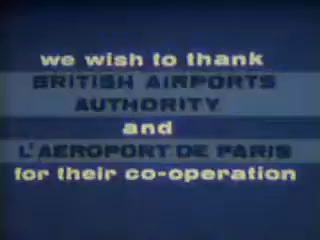 we wish to thank
BRITISH AIRPORTS
AUTHORITY
and
L'AEROPORT DE PARIS
for their co-operation